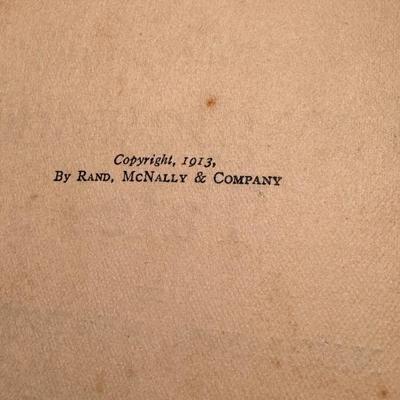 Copyright, 1913,
By Rand, McNally & Company